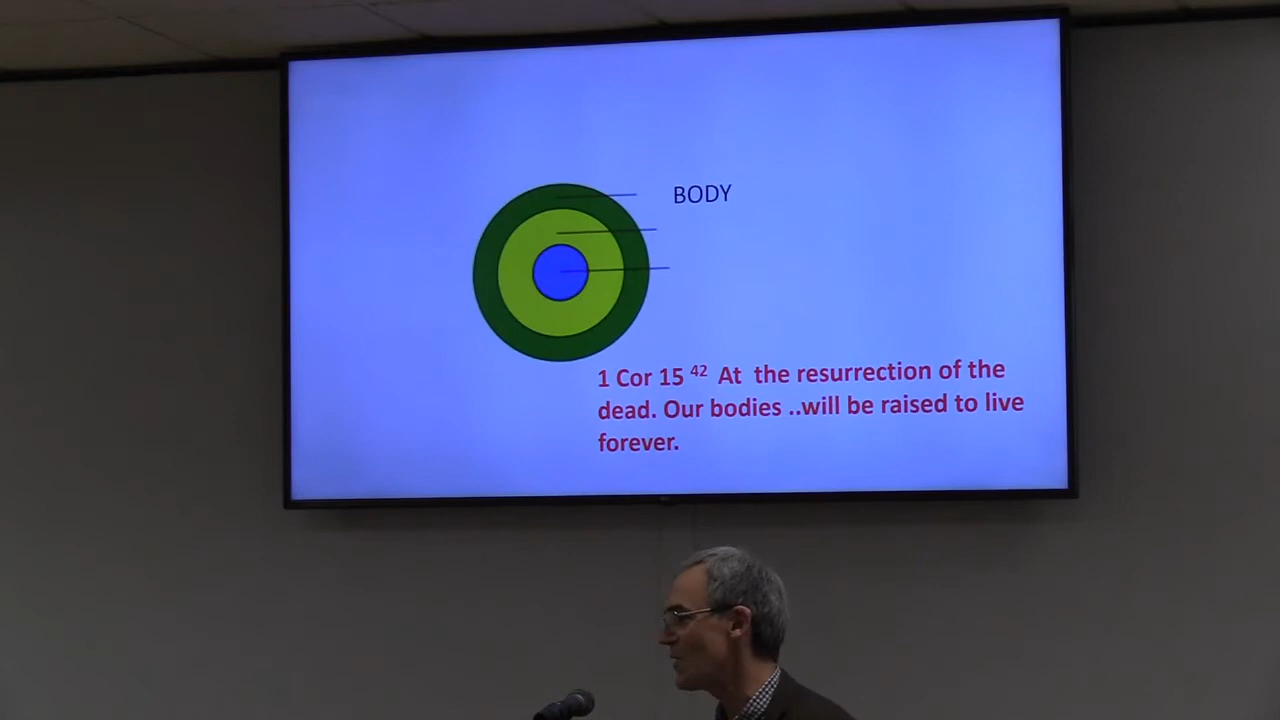 BODY
1 Cor 15 42 At the resurrection of the
dead. Our bodies ..will be raised to live
forever.